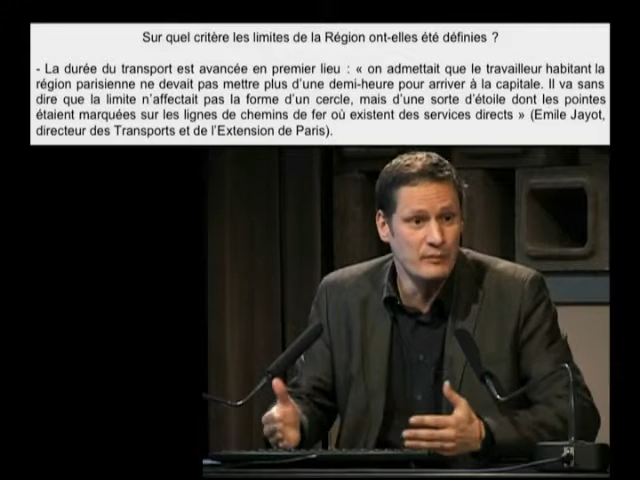 Sur quel critère les limites de la Région ont-elles été définies ?
- La durée du transport est avancée en premier lieu : « on admettait que le travailleur habitant la
région parisienne ne devait pas mettre plus d'une demi-heure pour arriver à la capitale. Il va sans
dire que la limite n'affectait pas la forme d'un cercle, mais d'une sorte d'étoile dont les pointes
étaient marquées sur les lignes de chemins de fer où existent des services directs » (Emile Jayot,
directeur des Transports et de l'Extension de Paris).